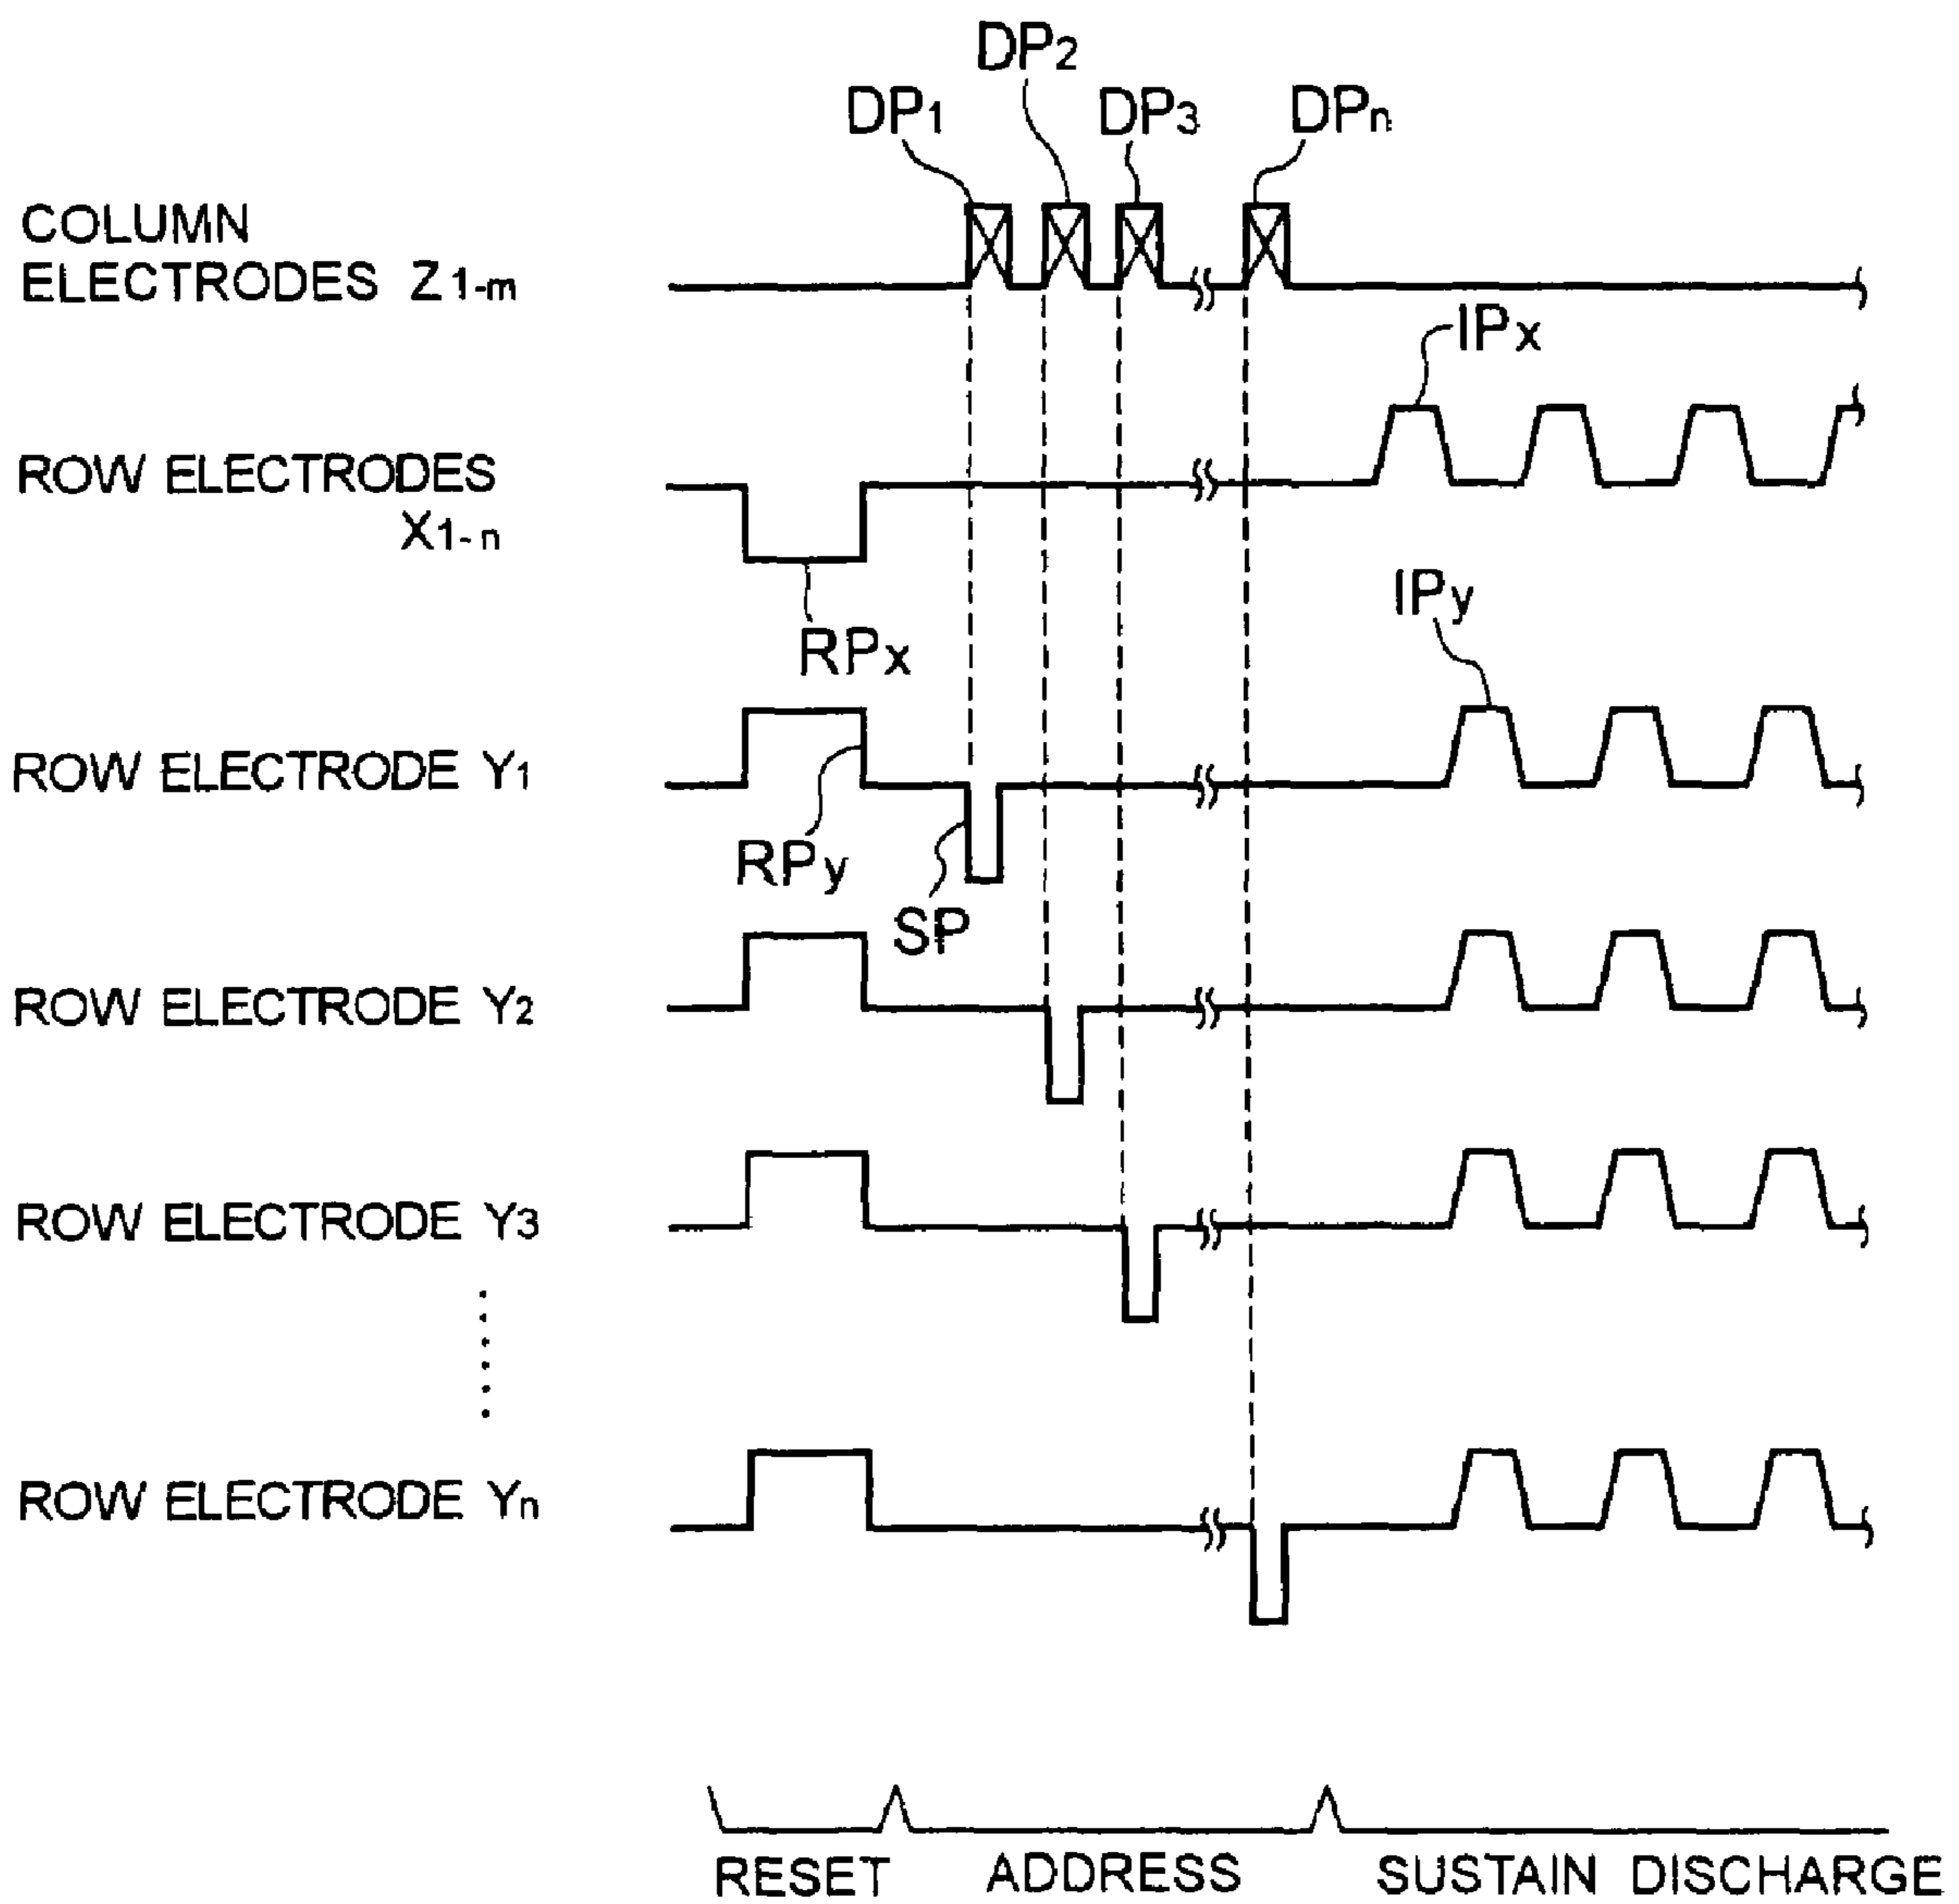 DP2
DP1
DP3
DPn
COLUMN
ELECTRODES Z1-m
IPx
ROW ELECTRODES
X1-n
IPy
RPx
ROW ELECTRODE Y1
RPy
SP
ROW ELECTRODE Y2
ROW ELECTRODE Y3
ROW ELECTRODE Yn
RESET
ADDRESS
SUSTAIN DISCHARGE